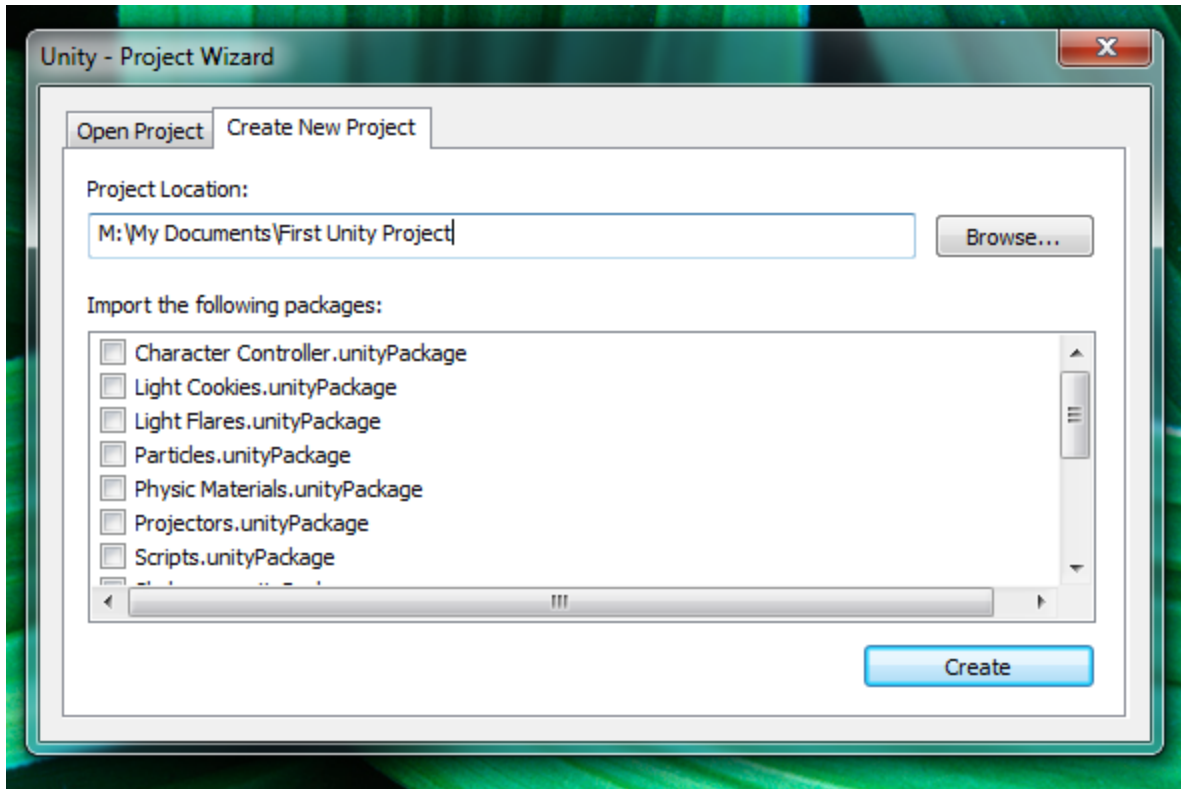 Unity - Project Wizard
Open Project
Create New Project
Project Location:
M:\My Documents\First Unity Project
Browse...
Import the following packages:
Character Controller.unityPackage
Light Cookies.unityPackage
Light Flares.unityPackage
Particles.unityPackage
Physic Materials.unityPackage
Projectors.unityPackage
Scripts.unityPackage
Create